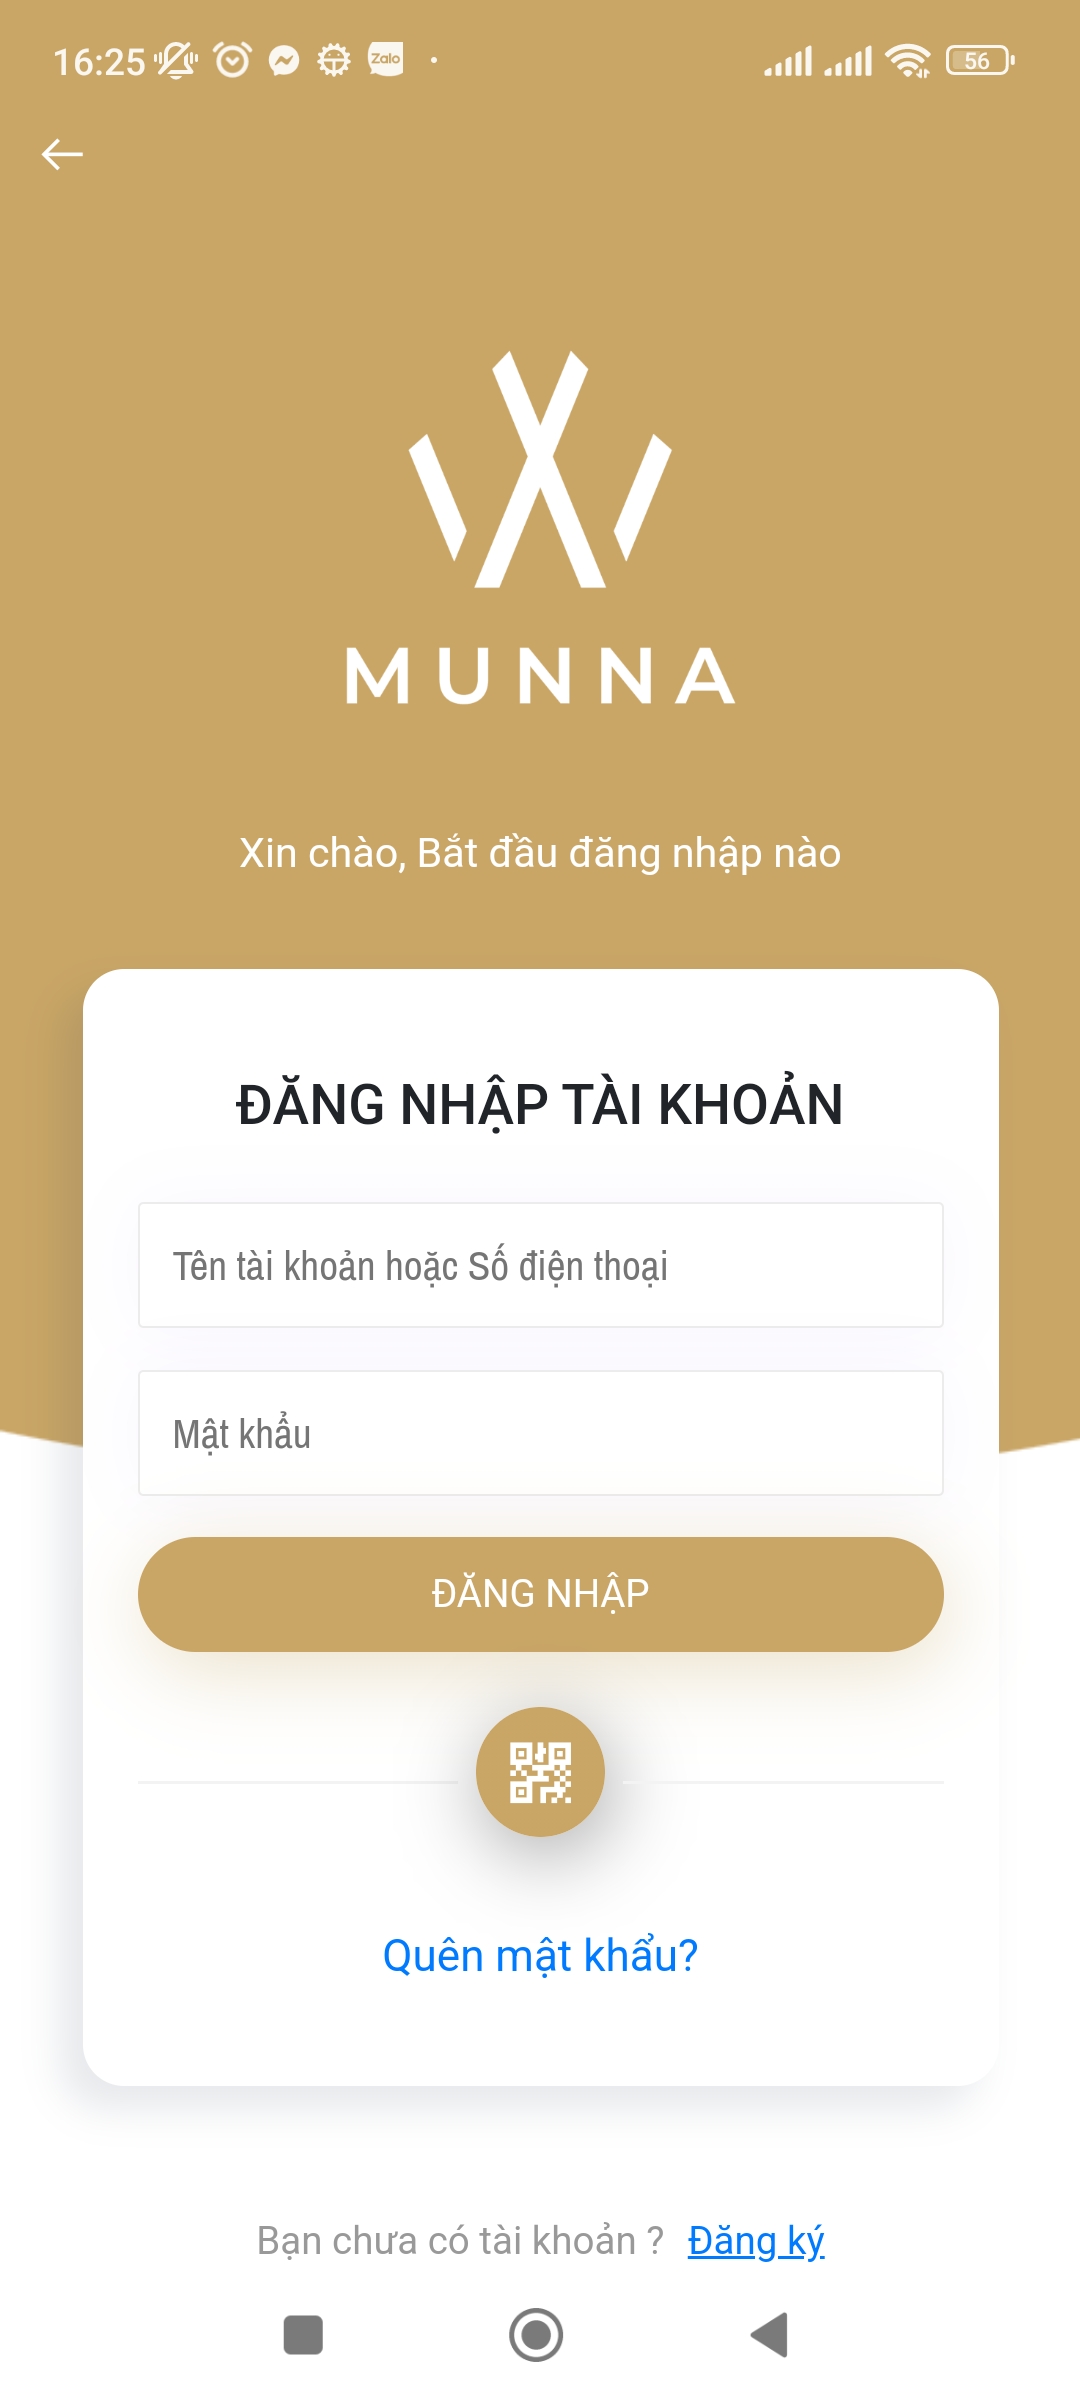 16:25
Zalo
56
MUNNA
Xin chào, Bắt đầu đăng nhập nào
ĐĂNG NHẬP TÀI KHOẢN
Tên tài khoản hoặc Số điện thoại
Mật khẩu
ĐĂNG NHẬP
Quên mật khẩu?
Bạn chưa có tài khoản ? Đăng ký